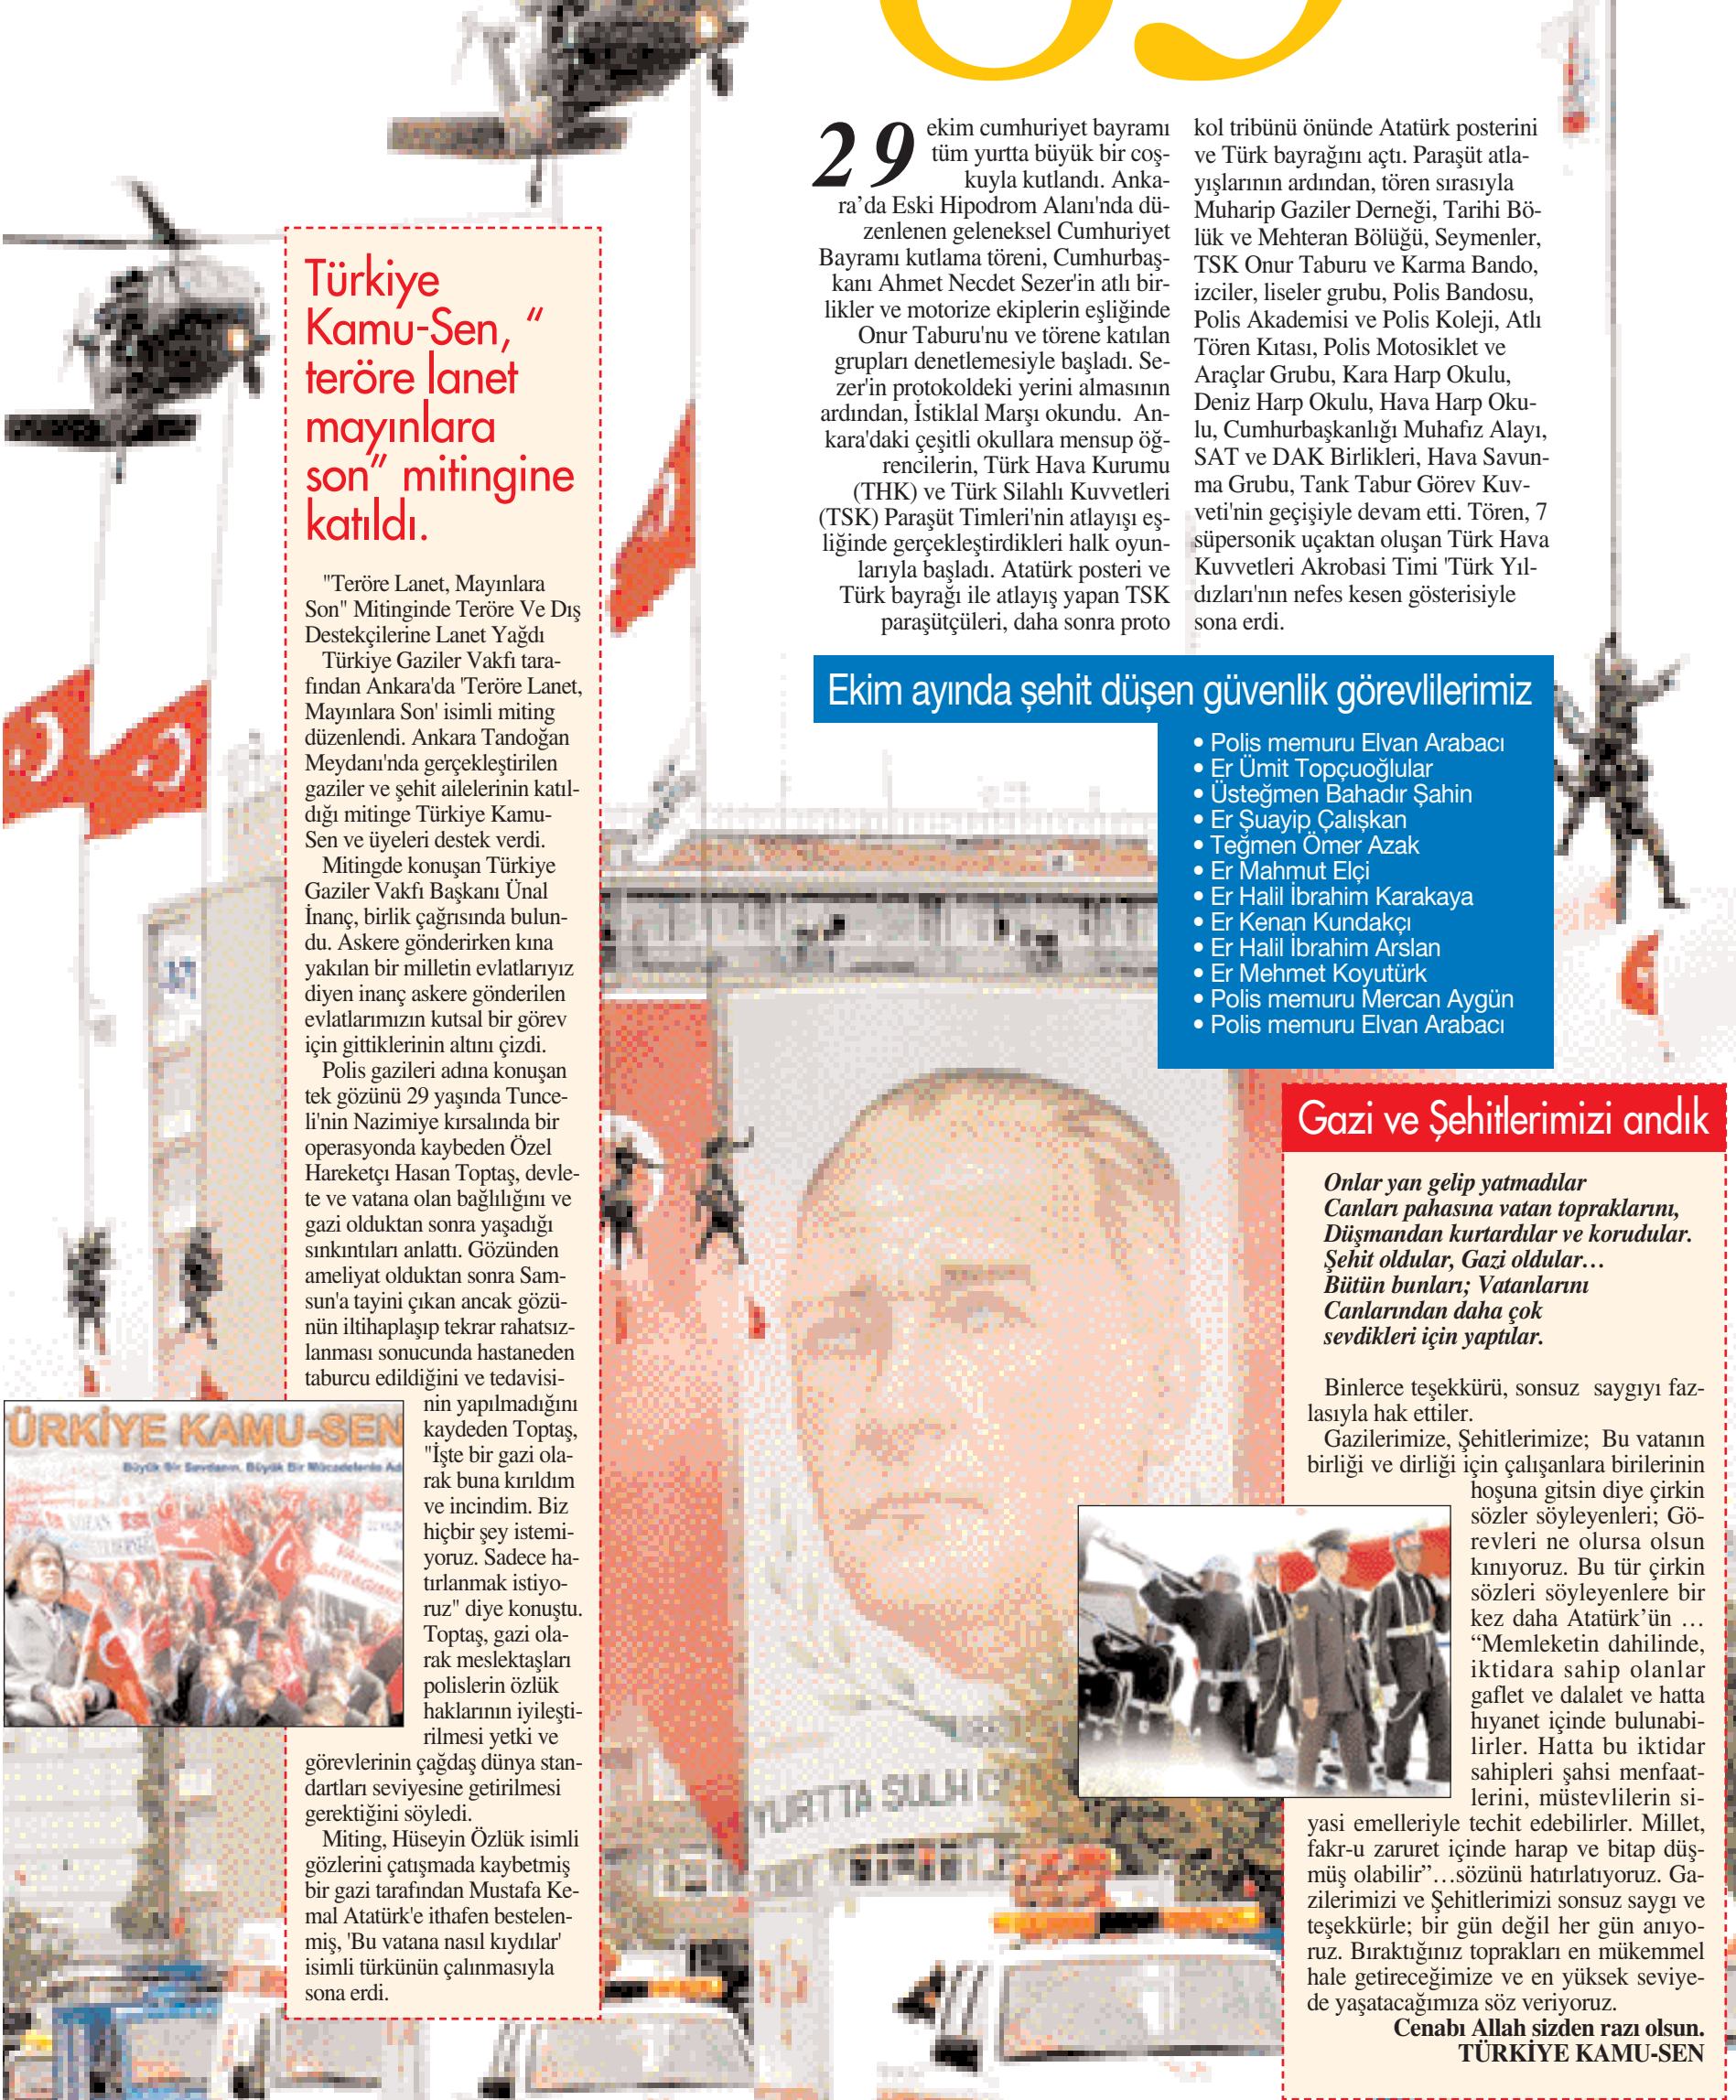 29 ekim cumhuriyet bayramı
tüm yurtta büyük bir coş-
kuyla kutlandı. Anka-
ra’da Eski Hipodrom Alanı'nda dü-
zenlenen geleneksel Cumhuriyet
Bayramı kutlama töreni, Cumhurbaş-
kanı Ahmet Necdet Sezer'in atlı bir-
likler ve motorize ekiplerin eşliğinde
Onur Taburu'nu ve törene katılan
grupları denetlemesiyle başladı. Se-
zer'in protokoldeki yerini almasının
ardından, İstiklal Marşı okundu. An-
kara'daki çeşitli okullara mensup öğ-
rencilerin, Türk Hava Kurumu
(THK) ve Türk Silahlı Kuvvetleri
(TSK) Paraşüt Timleri'nin atlayışı eş-
liğinde gerçekleştirdikleri halk oyun-
larıyla başladı. Atatürk posteri ve
Türk bayrağı ile atlayış yapan TSK
paraşütçüleri, daha sonra proto
kol tribünü önünde Atatürk posterini
ve Türk bayrağını açtı. Paraşüt atla-
yışlarının ardından, tören sırasıyla
Muharip Gaziler Derneği, Tarihi Bö-
lük ve Mehteran Bölüğü, Seymenler,
TSK Onur Taburu ve Karma Bando,
izciler, liseler grubu, Polis Bandosu,
Polis Akademisi ve Polis Koleji, Atlı
Tören Kıtası, Polis Motosiklet ve
Araçlar Grubu, Kara Harp Okulu,
Deniz Harp Okulu, Hava Harp Oku-
lu, Cumhurbaşkanlığı Muhafız Alayı,
SAT ve DAK Birlikleri, Hava Savun-
ma Grubu, Tank Tabur Görev Kuv-
veti'nin geçişiyle devam etti. Tören, 7
süpersonik uçaktan oluşan Türk Hava
Kuvvetleri Akrobasi Timi 'Türk Yıl-
dızları'nın nefes kesen gösterisiyle
sona erdi.
Türkiye
Kamu-Sen, “
teröre lanet
mayınlara
son” mitingine
katıldı.
"Teröre Lanet, Mayınlara
Son" Mitinginde Teröre Ve Dış
Destekçilerine Lanet Yağdı
Türkiye Gaziler Vakfı tara-
fından Ankara'da 'Teröre Lanet,
Mayınlara Son' isimli miting
düzenlendi. Ankara Tandoğan
Meydanı'nda gerçekleştirilen
gaziler ve şehit ailelerinin katıl-
dığı mitinge Türkiye Kamu-
Sen ve üyeleri destek verdi.
Mitingde konuşan Türkiye
Gaziler Vakfı Başkanı Ünal
İnanç, birlik çağrısında bulun-
du. Askere gönderirken kına
yakılan bir milletin evlatlarıyız
diyen inanç askere gönderilen
evlatlarımızın kutsal bir görev
için gittiklerinin altını çizdi.
Polis gazileri adına konuşan
tek gözünü 29 yaşında Tunce-
li'nin Nazimiye kırsalında bir
operasyonda kaybeden Özel
Hareketçı Hasan Toptaş, devle-
te ve vatana olan bağlılığını ve
gazi olduktan sonra yaşadığı
sınkıntıları anlattı. Gözünden
ameliyat olduktan sonra Sam-
sun'a tayini çıkan ancak gözü-
nün iltihaplaşıp tekrar rahatsız-
lanması sonucunda hastaneden
taburcu edildiğini ve tedavisi-
nin yapılmadığını
kaydeden Toptaş,
"İşte bir gazi ola-
rak buna kırıldım
ve incindim. Biz
hiçbir şey istemi-
yoruz. Sadece ha-
tırlanmak istiyo-
ruz" diye konuştu.
Toptaş, gazi ola-
rak meslektaşları
polislerin özlük
haklarının iyileşti-
rilmesi yetki ve
görevlerinin çağdaş dünya stan-
dartları seviyesine getirilmesi
gerektiğini söyledi.
Miting, Hüseyin Özlük isimli
gözlerini çatışmada kaybetmiş
bir gazi tarafından Mustafa Ke-
mal Atatürk'e ithafen bestelen-
miş, 'Bu vatana nasıl kıydılar'
isimli türkünün çalınmasıyla
sona erdi.
ÜRKİYE KAMU-SEN
Büyük Bir Sevdanın, Büyük Bir Mücadelenin Ad
Ekim ayında şehit düşen güvenlik görevlilerimiz
• Polis memuru Elvan Arabacı
• Er Ümit Topçuoğlular
• Üsteğmen Bahadır Şahin
• Er Şuayip Çalışkan
• Teğmen Ömer Azak
• Er Mahmut Elçi
• Er Halil İbrahim Karakaya
• Er Kenan Kundakçı
• Er Halil İbrahim Arslan
• Er Mehmet Koyutürk
• Polis memuru Mercan Aygün
• Polis memuru Elvan Arabacı
YURTTA SULH C
Gazi ve Şehitlerimizi andık
Onlar yan gelip yatmadılar
Canları pahasına vatan topraklarını,
Düşmandan kurtardılar ve korudular.
Şehit oldular, Gazi oldular…
Bütün bunları; Vatanlarını
Canlarından daha çok
sevdikleri için yaptılar.
Binlerce teşekkürü, sonsuz saygıyı faz-
lasıyla hak ettiler.
Gazilerimize, Şehitlerimize; Bu vatanın
birliği ve dirliği için çalışanlara birilerinin
hoşuna gitsin diye çirkin
sözler söyleyenleri; Gö-
revleri ne olursa olsun
kınıyoruz. Bu tür çirkin
sözleri söyleyenlere bir
kez daha Atatürk’ün …
“Memleketin dahilinde,
iktidara sahip olanlar
gaflet ve dalalet ve hatta
hıyanet içinde bulunabi-
lirler. Hatta bu iktidar
sahipleri şahsi menfaat-
lerini, müstevlilerin si-
yasi emelleriyle techit edebilirler. Millet,
fakr-u zaruret içinde harap ve bitap düş-
müş olabilir”…sözünü hatırlatıyoruz. Ga-
zilerimizi ve Şehitlerimizi sonsuz saygı ve
teşekkürle; bir gün değil her gün anıyo-
ruz. Bıraktığınız toprakları en mükemmel
hale getireceğimize ve en yüksek seviye-
de yaşatacağımıza söz veriyoruz.
Cenabı Allah sizden razı olsun.
TÜRKİYE KAMU-SEN